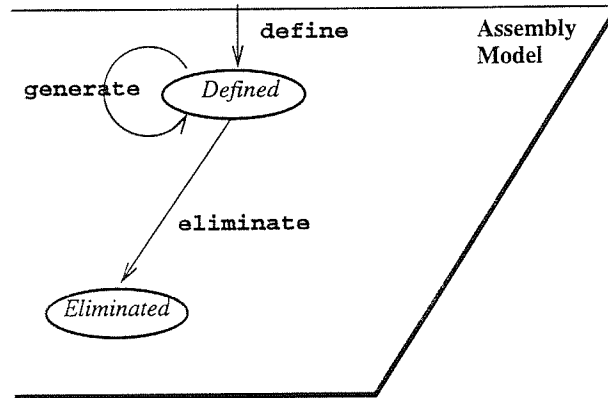 define
Assembly
Model
generate
Defined
eliminate
Eliminated